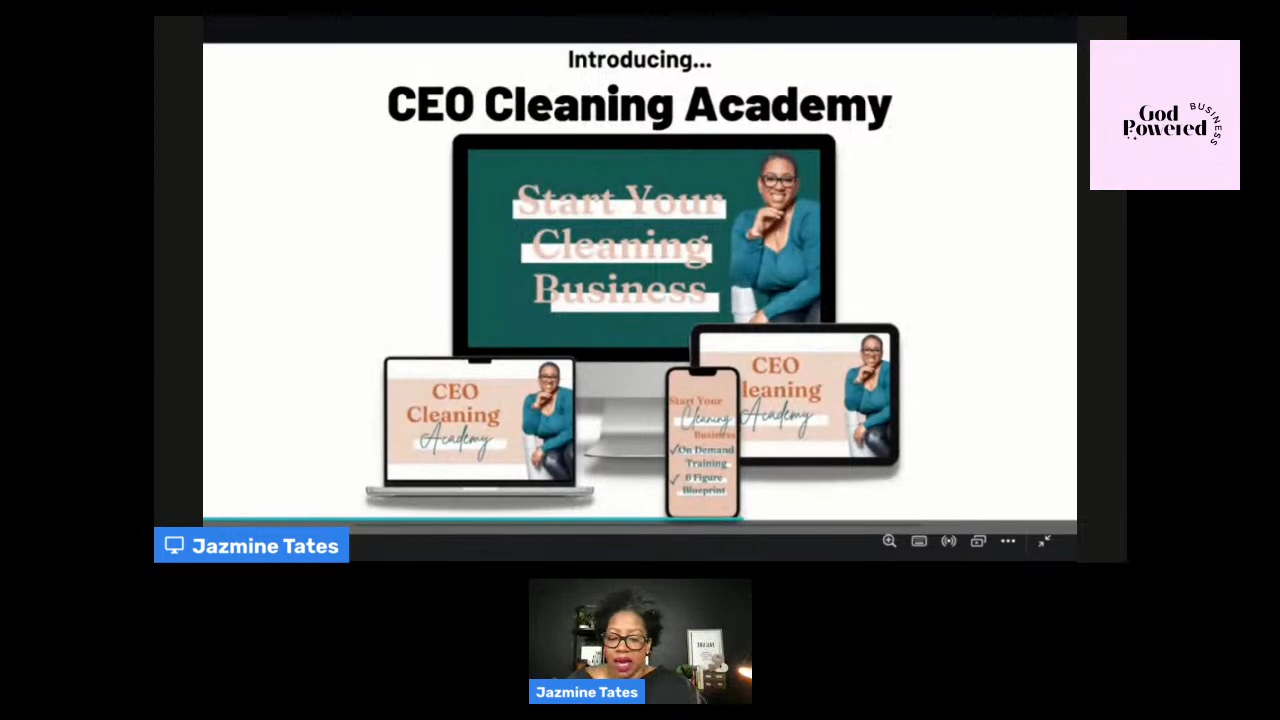 Introducing...
CEO Cleaning Academy
God
Powered
BUSINESS
Start Your
Cleaning
Business
CEO
Cleaning
Academy
CEO
leaning
Academy
Start Your
Cleaning
Business
✓On Demand
Training
✓ 6 Figure
Blueprint
Jazmine Tates
Jazmine Tates